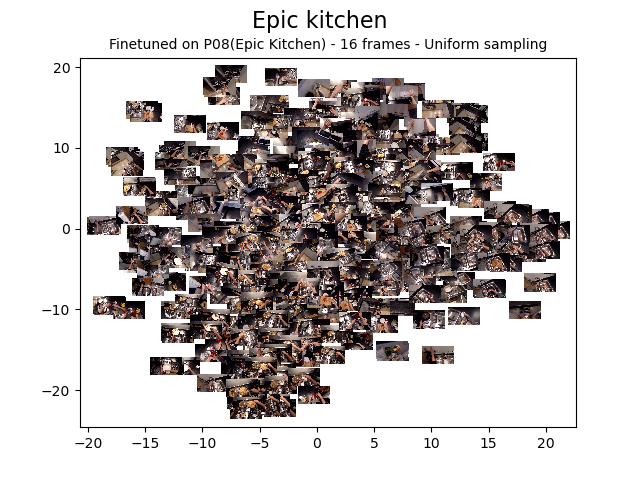 Epic kitchen
Finetuned on P08(Epic Kitchen) - 16 frames - Uniform sampling
20
10
0
−10
−20
−20 −15 −10 −5 0 5 10 15 20